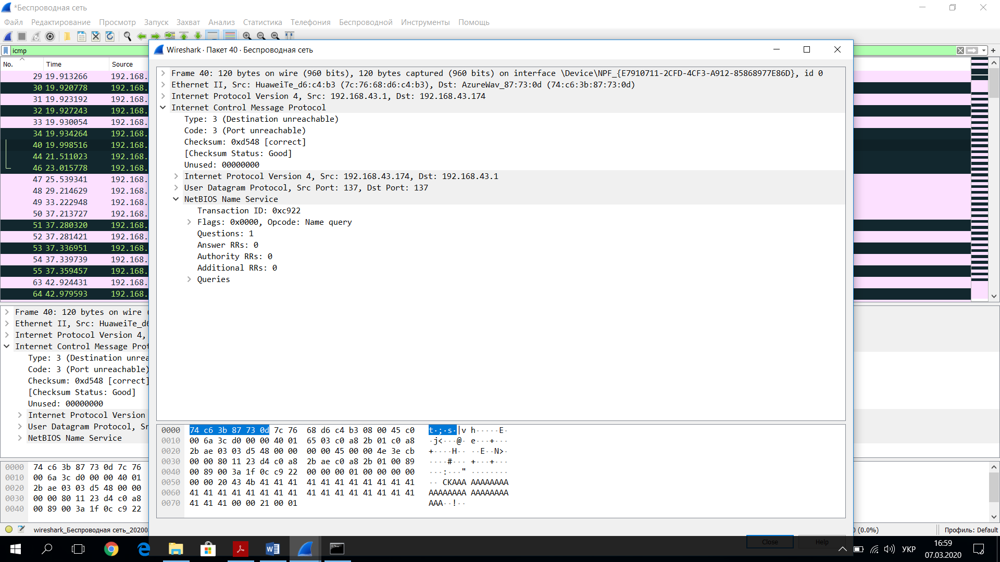 *Беспроводная сеть
Файл Редактирование Просмотр Запуск Захват Анализ Статистика Телефония Беспроводной Инструменты Помощь
icmp
No. Time Source
29 19.913266 192.168.
30 19.920778 192.168.
31 19.923192 192.168.
32 19.927243 192.168.
33 19.930054 192.168.
34 19.934264 192.168.
40 19.998516 192.168.
44 21.511023 192.168.
46 23.015778 192.168.
47 25.539341 192.168.
48 29.214629 192.168.
49 33.222948 192.168.
50 37.213727 192.168.
51 37.280320 192.168.
52 37.281421 192.168.
53 37.336951 192.168.
54 37.339739 192.168.
55 37.359457 192.168.
63 42.924431 192.168.
64 42.979593 192.168.
Frame 40: 120 bytes on wire (
Ethernet II, Src: HuaweiTe_d6
Internet Protocol Version 4,
Internet Control Message Prot
Type: 3 (Destination unrea
Code: 3 (Port unreachable)
Checksum: 0xd548 [correct]
[Checksum Status: Good]
Unused: 00000000
Internet Protocol Version
User Datagram Protocol, Sr
NetBIOS Name Service
0000 74 c6 3b 87 73 0d 7c 76
0010 00 6a 3c d0 00 00 40 01
0020 2b ae 03 03 d5 48 00 00
0030 00 00 80 11 23 d4 c0 a8
0040 00 89 00 3a 1f 0c c9 22
Wireshark · Пакет 40 · Беспроводная сеть
Frame 40: 120 bytes on wire (960 bits), 120 bytes captured (960 bits) on interface \Device\NPF_{E7910711-2CFD-4CF3-A912-85868977E86D}, id 0
Ethernet II, Src: HuaweiTe_d6:c4:b3 (7c:76:68:d6:c4:b3), Dst: AzureWav_87:73:0d (74:c6:3b:87:73:0d)
Internet Protocol Version 4, Src: 192.168.43.1, Dst: 192.168.43.174
Internet Control Message Protocol
Type: 3 (Destination unreachable)
Code: 3 (Port unreachable)
Checksum: 0xd548 [correct]
[Checksum Status: Good]
Unused: 00000000
Internet Protocol Version 4, Src: 192.168.43.174, Dst: 192.168.43.1
User Datagram Protocol, Src Port: 137, Dst Port: 137
NetBIOS Name Service
Transaction ID: 0xc922
Flags: 0x0000, Opcode: Name query
Questions: 1
Answer RRs: 0
Authority RRs: 0
Additional RRs: 0
Queries
0000 74 c6 3b 87 73 0d 7c 76 68 d6 c4 b3 08 00 45 c0 t·;·s·|v h·····E·
0010 00 6a 3c d0 00 00 40 01 65 03 c0 a8 2b 01 c0 a8 ·j<···@· e···+···
0020 2b ae 03 03 d5 48 00 00 00 00 45 00 00 4e 3e cb +····H·· ··E··N>·
0030 00 00 80 11 23 d4 c0 a8 2b ae c0 a8 2b 01 00 89 ····#··· +···+···
0040 00 89 00 3a 1f 0c c9 22 00 00 00 01 00 00 00 00 ···:···" ········
0050 00 00 20 43 4b 41 41 41 41 41 41 41 41 41 41 41 ·· CKAAA AAAAAAAA
0060 41 41 41 41 41 41 41 41 41 41 41 41 41 41 41 41 AAAAAAAA AAAAAAAA
0070 41 41 41 00 00 21 00 01 AAA··!··
Close Help
wireshark_Беспроводная сеть_20200
0 (0.0%) Профиль: Default
УКР 16:59
07.03.2020